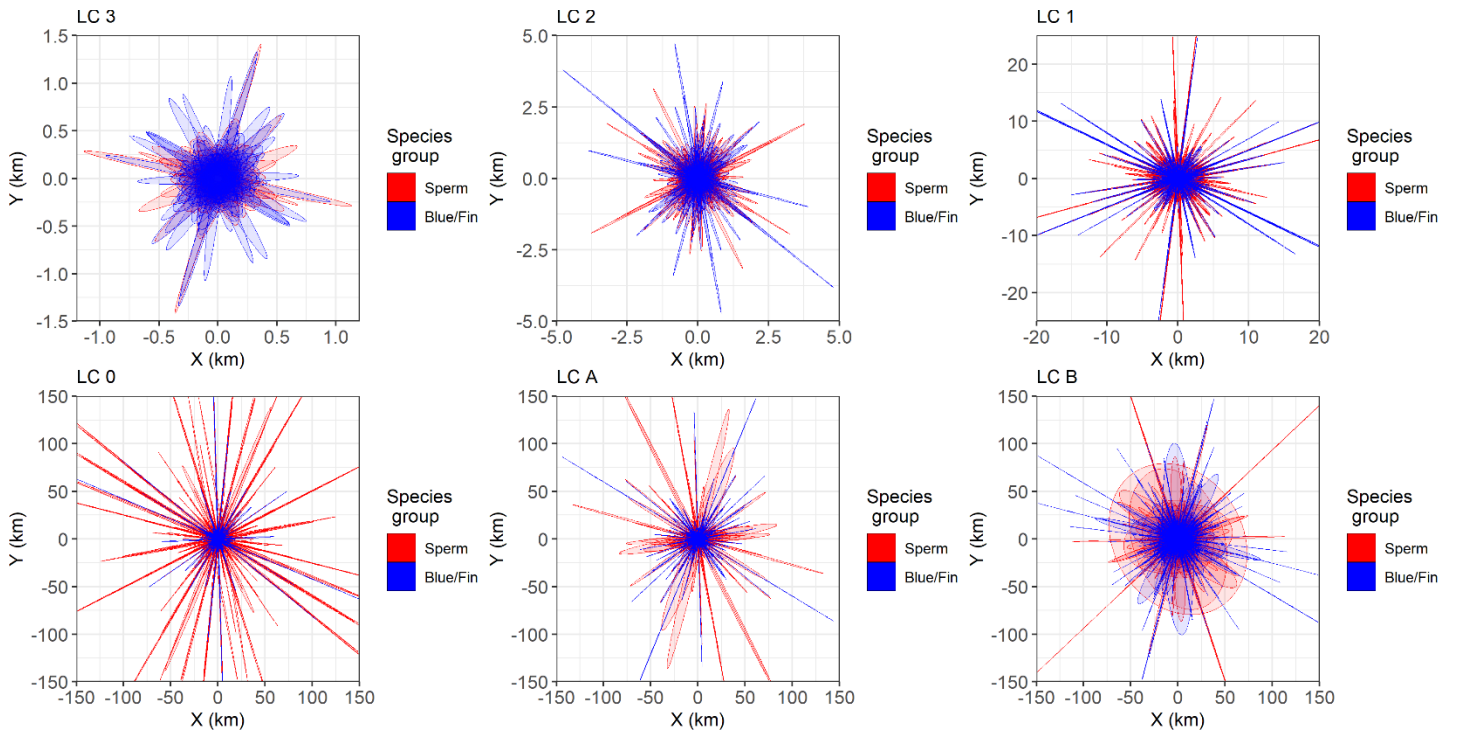 LC 3
1.5
1.0
0.5
0.0
-0.5
-1.0
-1.5
Y (km)
-1.0 -0.5 0.0 0.5 1.0
X (km)
Species
group
Sperm
Blue/Fin
LC 2
5.0
2.5
0.0
-2.5
-5.0
Y (km)
-5.0 -2.5 0.0 2.5 5.0
X (km)
Species
group
Sperm
Blue/Fin
LC 1
20
10
0
-10
-20
Y (km)
-20 -10 0 10 20
X (km)
Species
group
Sperm
Blue/Fin
LC 0
150
100
50
0
-50
-100
-150
Y (km)
-150 -100 -50 0 50 100 150
X (km)
Species
group
Sperm
Blue/Fin
LC A
150
100
50
0
-50
-100
-150
Y (km)
-150 -100 -50 0 50 100 150
X (km)
Species
group
Sperm
Blue/Fin
LC B
150
100
50
0
-50
-100
-150
Y (km)
-150 -100 -50 0 50 100 150
X (km)
Species
group
Sperm
Blue/Fin